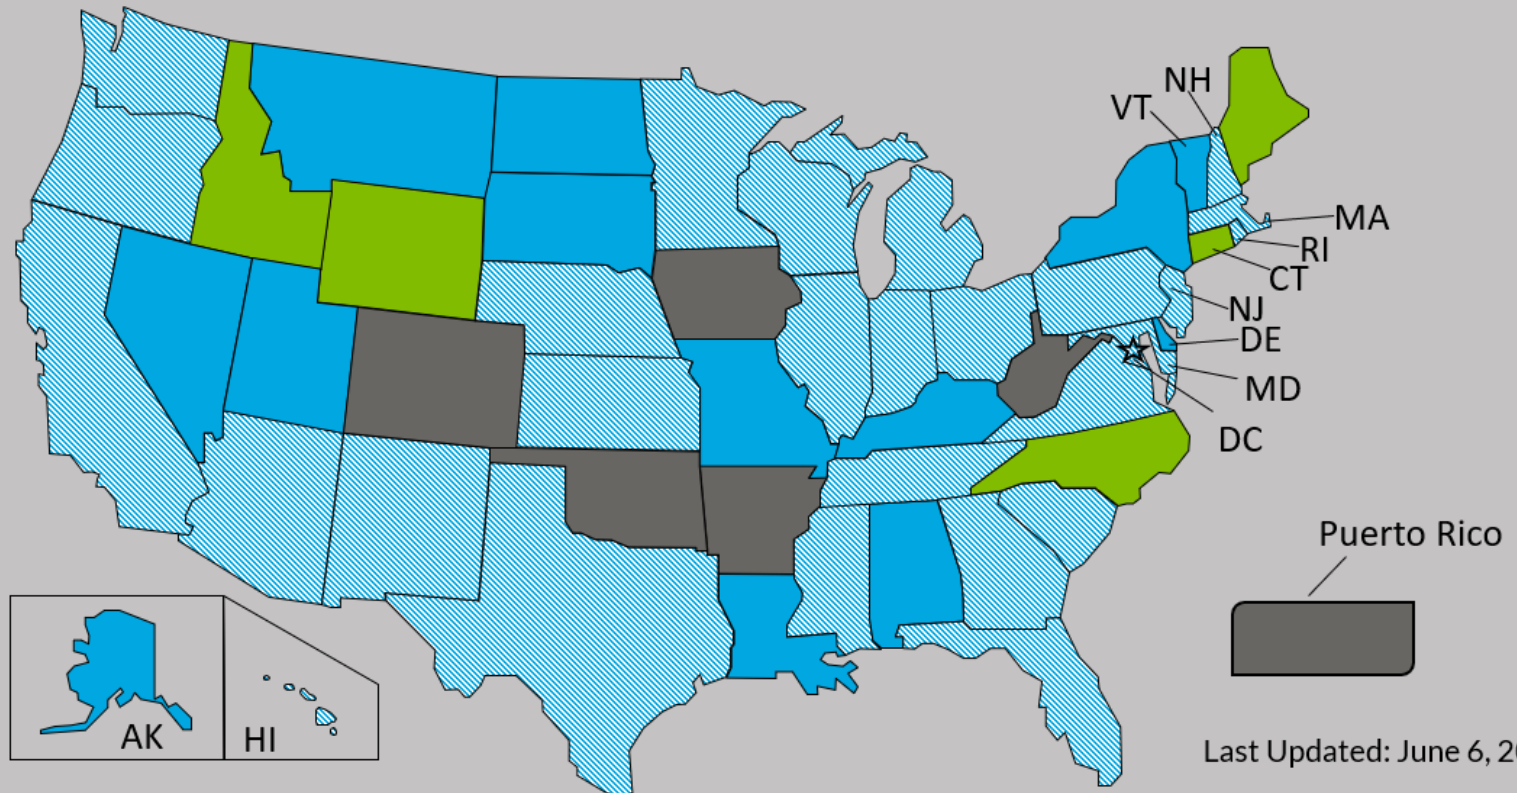 NH
VT
MA
RI
CT
NJ
DE
MD
DC
Puerto Rico
AK
HI
Last Updated: June 6,